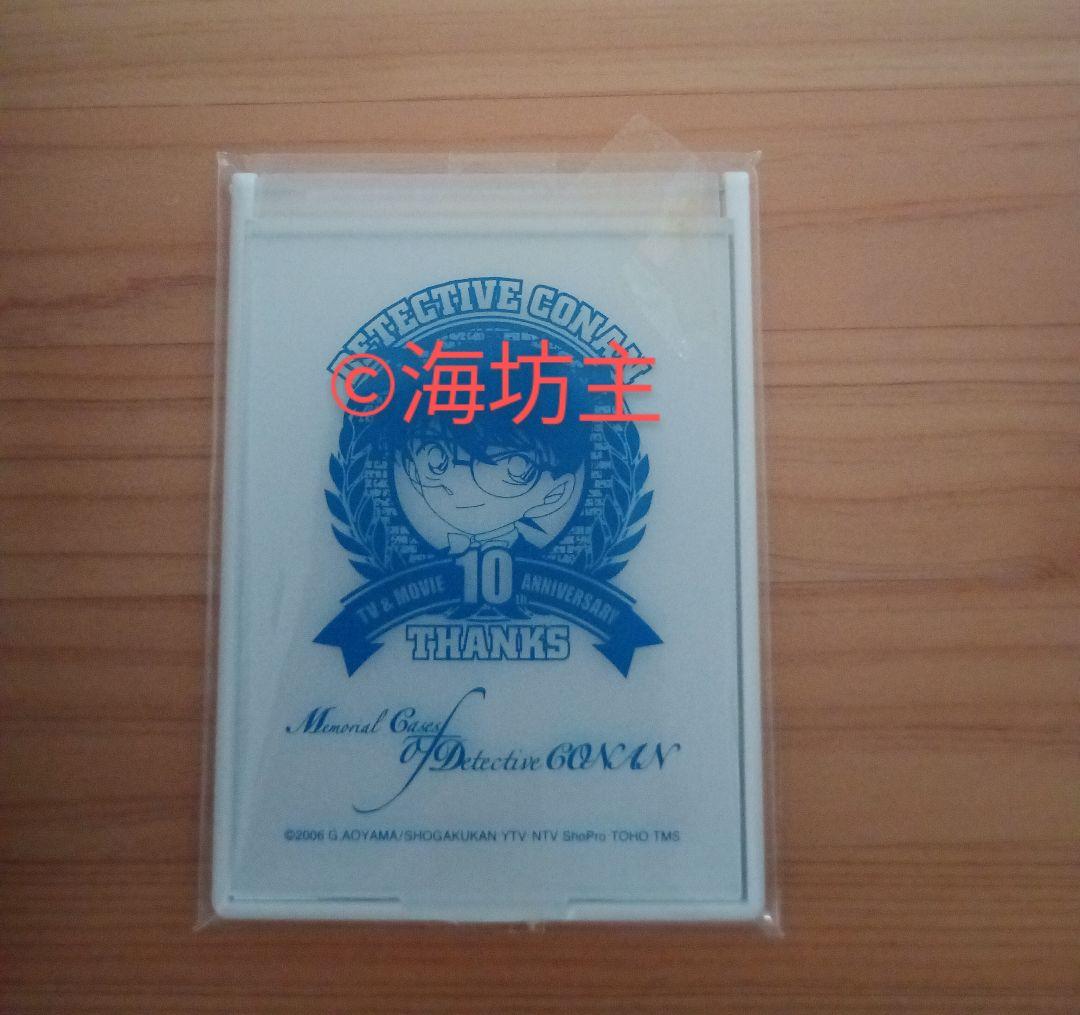 DETECTIVE CONAN
©海坊主
TV & MOVIE 10th ANNIVERSARY
THANKS
Memorial Cases
of Detective CONAN
©2006 G.AOYAMA/SHOGAKUKAN YTV NTV ShoPro TOHO TMS